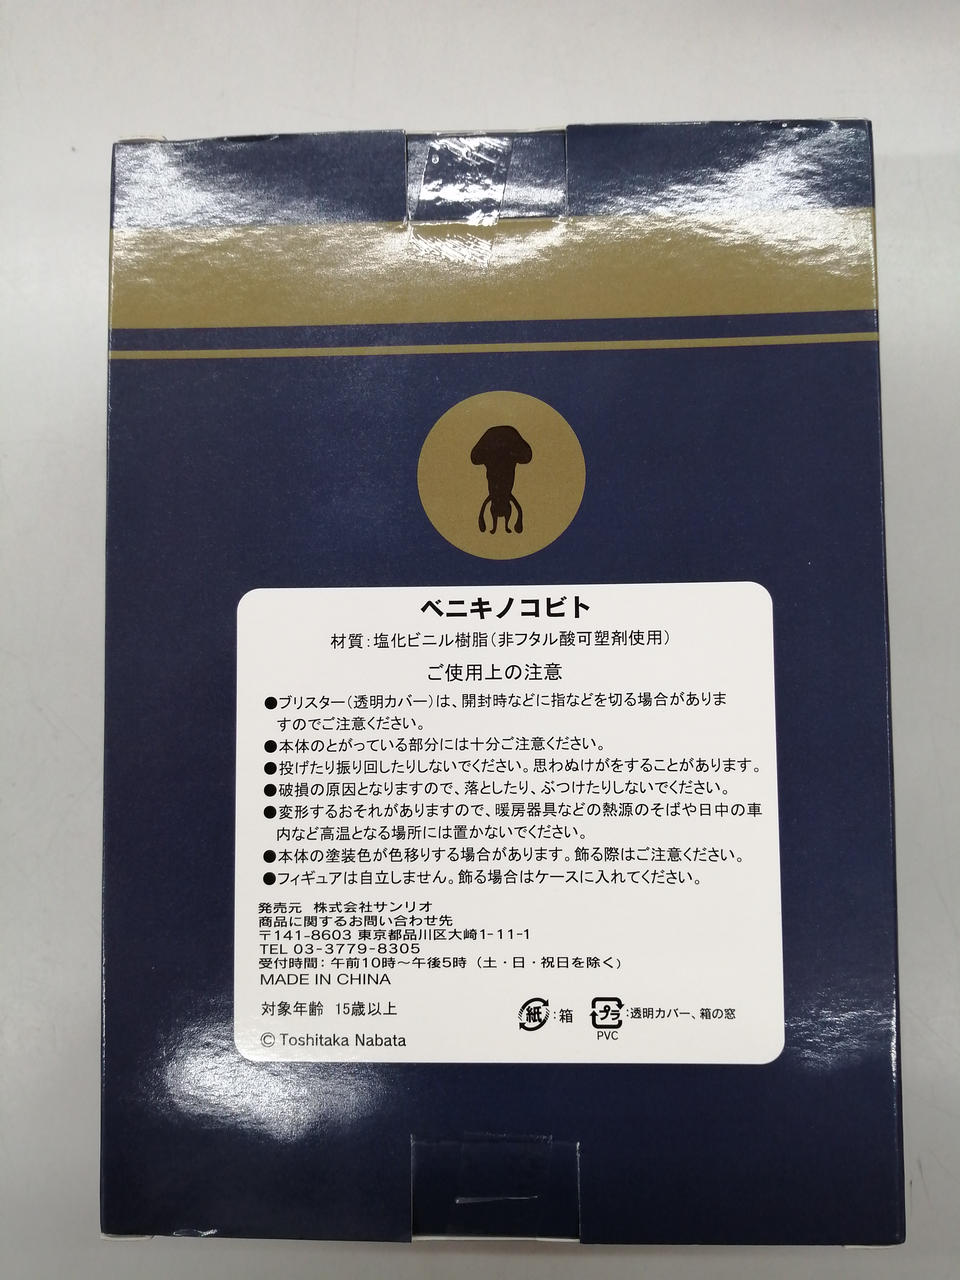 ベニキノコビト
材質:塩化ビニル樹脂(非フタル酸可塑剤使用)
ご使用上の注意
●ブリスター(透明カバー)は、開封時などに指などを切る場合がありま
すのでご注意ください。
●本体のとがっている部分には十分ご注意ください。
●投げたり振り回したりしないでください。思わぬけがをすることがあります。
●破損の原因となりますので、落としたり、ぶつけたりしないでください。
●変形するおそれがありますので、暖房器具などの熱源のそばや日中の車
内など高温となる場所には置かないでください。
●本体の塗装色が色移りする場合があります。飾る際はご注意ください。
●フィギュアは自立しません。飾る場合はケースに入れてください。
発売元 株式会社サンリオ
商品に関するお問い合わせ先
〒141-8603 東京都品川区大崎1-11-1
TEL 03-3779-8305
受付時間:午前10時〜午後5時(土・日・祝日を除く)
MADE IN CHINA
対象年齢 15歳以上
紙:箱 プラ:透明カバー、箱の窓
PVC
© Toshitaka Nabata